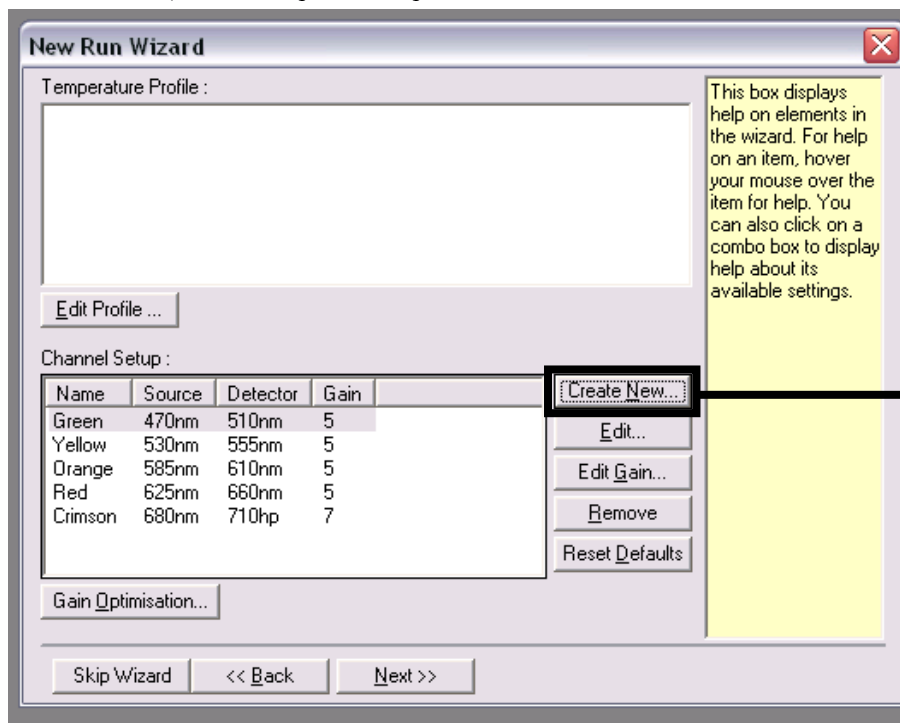 New Run Wizard
Temperature Profile :
This box displays
help on elements in
the wizard. For help
on an item, hover
your mouse over the
item for help. You
can also click on a
combo box to display
help about its
available settings.
Edit Profile ...
Channel Setup :
Name Source Detector Gain
Green 470nm 510nm 5
Yellow 530nm 555nm 5
Orange 585nm 610nm 5
Red 625nm 660nm 5
Crimson 680nm 710hp 7
Create New...
Edit...
Edit Gain...
Remove
Reset Defaults
Gain Optimisation...
Skip Wizard << Back Next >>